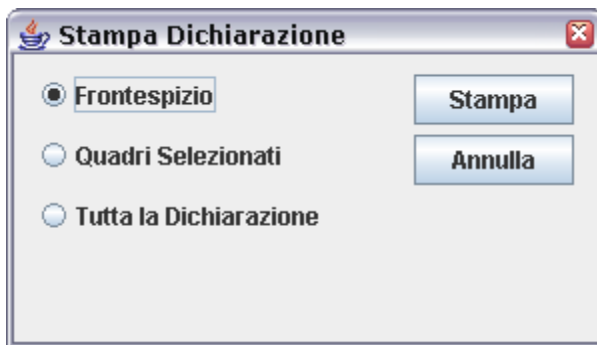 Stampa Dichiarazione
Frontespizio
Stampa
Quadri Selezionati
Annulla
Tutta la Dichiarazione